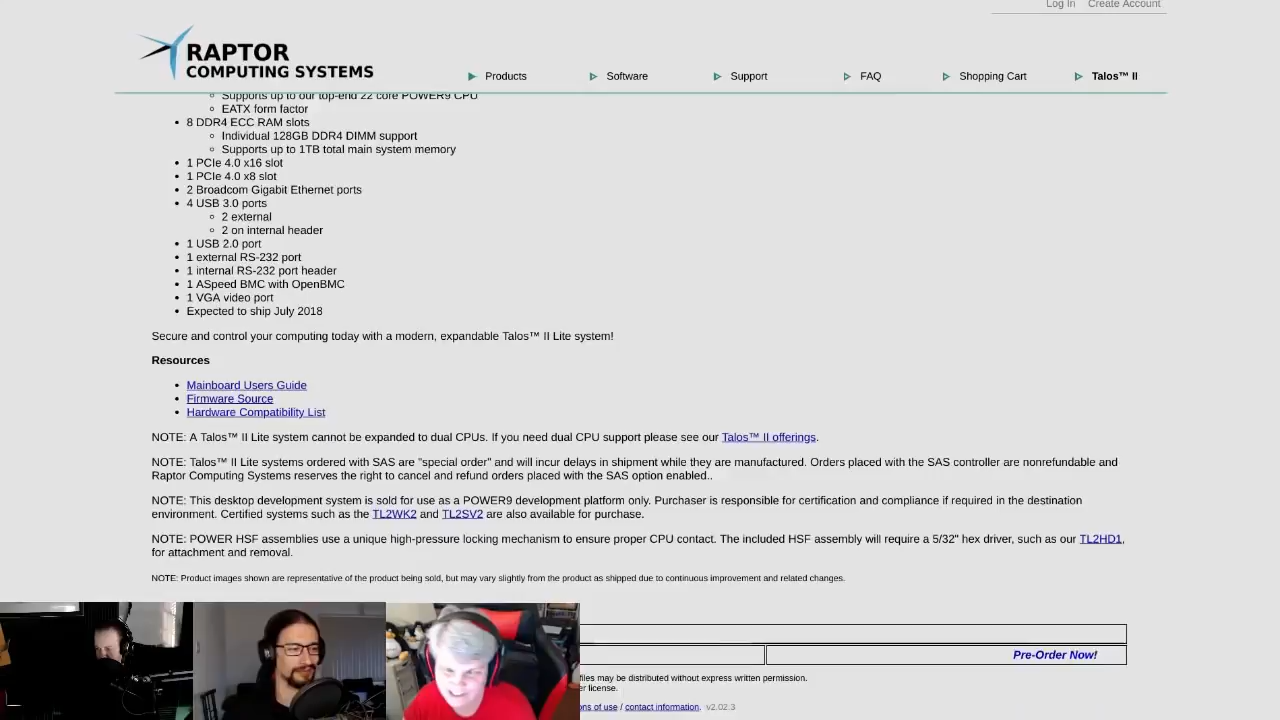 Log In Create Account
RAPTOR
COMPUTING SYSTEMS
Products Software Support FAQ Shopping Cart Talos™ II
Supports up to our top-end 22 core POWER9 CPU
EATX form factor
8 DDR4 ECC RAM slots
Individual 128GB DDR4 DIMM support
Supports up to 1TB total main system memory
1 PCIe 4.0 x16 slot
1 PCIe 4.0 x8 slot
2 Broadcom Gigabit Ethernet ports
4 USB 3.0 ports
2 external
2 on internal header
1 USB 2.0 port
1 external RS-232 port
1 internal RS-232 port header
1 ASpeed BMC with OpenBMC
1 VGA video port
Expected to ship July 2018
Secure and control your computing today with a modern, expandable Talos™ II Lite system!
Resources
Mainboard Users Guide
Firmware Source
Hardware Compatibility List
NOTE: A Talos™ II Lite system cannot be expanded to dual CPUs. If you need dual CPU support please see our Talos™ II offerings.
NOTE: Talos™ II Lite systems ordered with SAS are "special order" and will incur delays in shipment while they are manufactured. Orders placed with the SAS controller are nonrefundable and
Raptor Computing Systems reserves the right to cancel and refund orders placed with the SAS option enabled..
NOTE: This desktop development system is sold for use as a POWER9 development platform only. Purchaser is responsible for certification and compliance if required in the destination
environment. Certified systems such as the TL2WK2 and TL2SV2 are also available for purchase.
NOTE: POWER HSF assemblies use a unique high-pressure locking mechanism to ensure proper CPU contact. The included HSF assembly will require a 5/32" hex driver, such as our TL2HD1,
for attachment and removal.
NOTE: Product images shown are representative of the product being sold, but may vary slightly from the product as shipped due to continuous improvement and related changes.
Pre-Order Now!
files may be distributed without express written permission.
license.
of use / contact information. v2.02.3